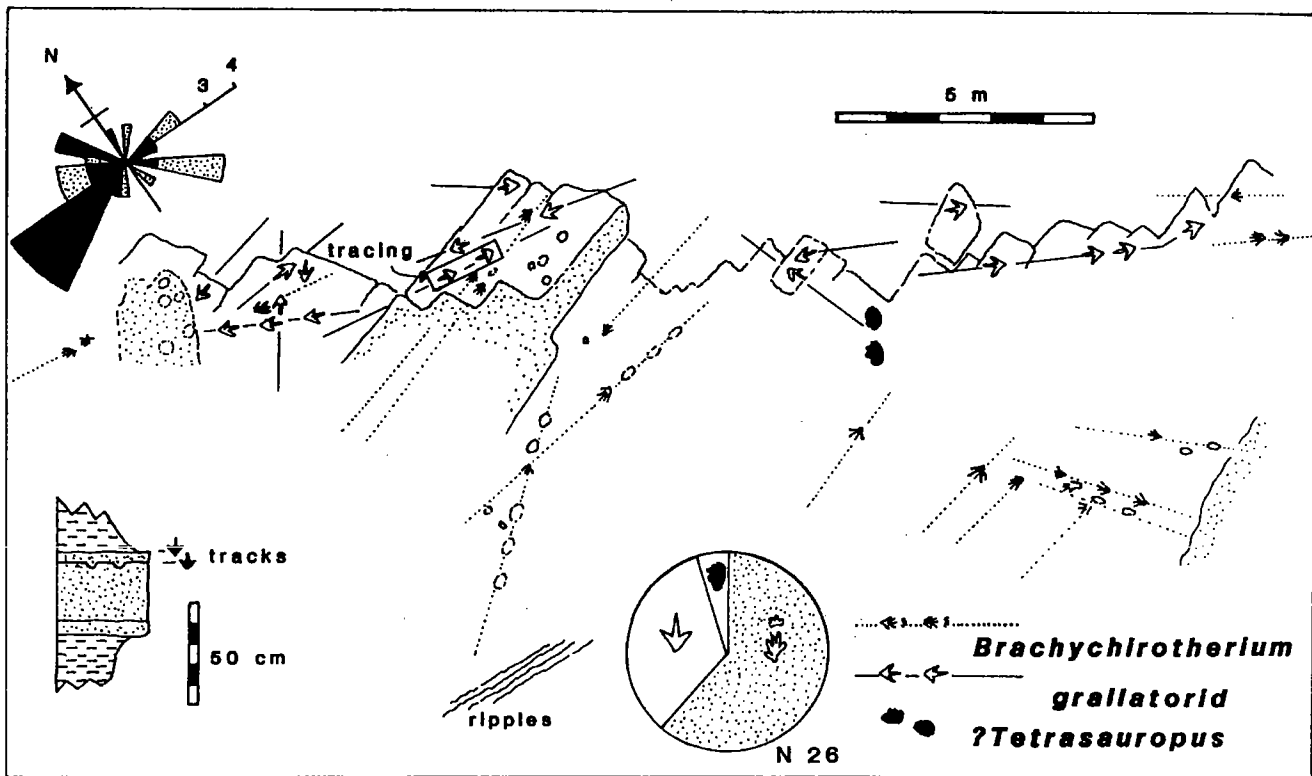 N
3
4
5 m
tracing
tracks
50 cm
ripples
N 26
Brachychirotherium
grallatorid
?Tetrasauropus